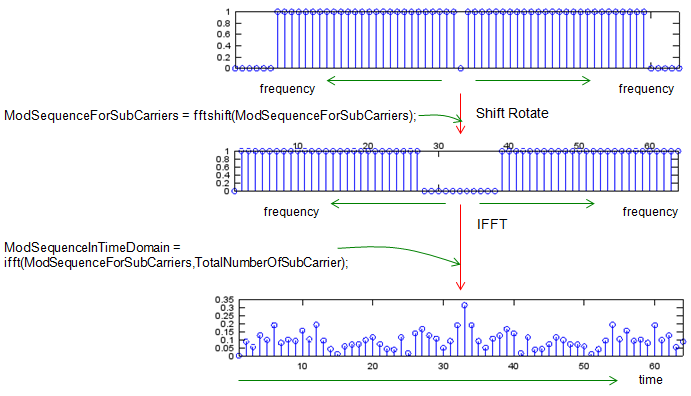 1
0.8
0.6
0.4
0.2
0
frequency
frequency
ModSequenceForSubCarriers = fftshift(ModSequenceForSubCarriers);
Shift Rotate
1
0.8
0.6
0.4
0.2
0
10 20 30 40 50 60
frequency
frequency
IFFT
ModSequenceInTimeDomain =
ifft(ModSequenceForSubCarriers,TotalNumberOfSubCarrier);
0.35
0.3
0.25
0.2
0.15
0.1
0.05
0
10 20 30 40 50 60
time